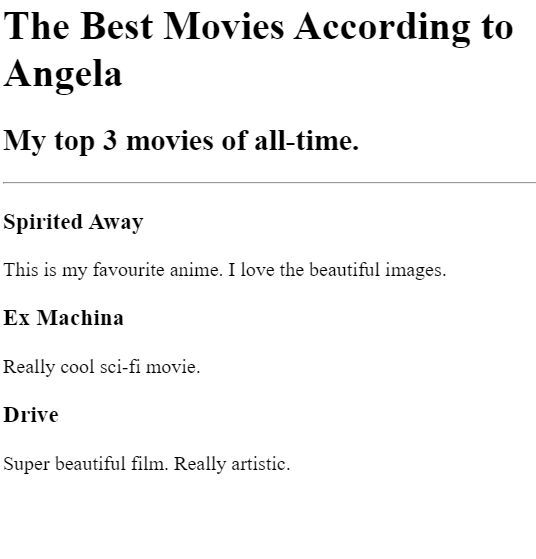 The Best Movies According to
Angela
My top 3 movies of all-time.
Spirited Away
This is my favourite anime. I love the beautiful images.
Ex Machina
Really cool sci-fi movie.
Drive
Super beautiful film. Really artistic.